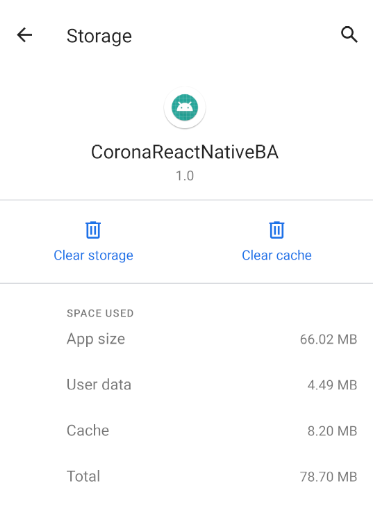 Storage
CoronaReactNativeBA
1.0
Clear storage
Clear cache
SPACE USED
App size 66.02 MB
User data 4.49 MB
Cache 8.20 MB
Total 78.70 MB